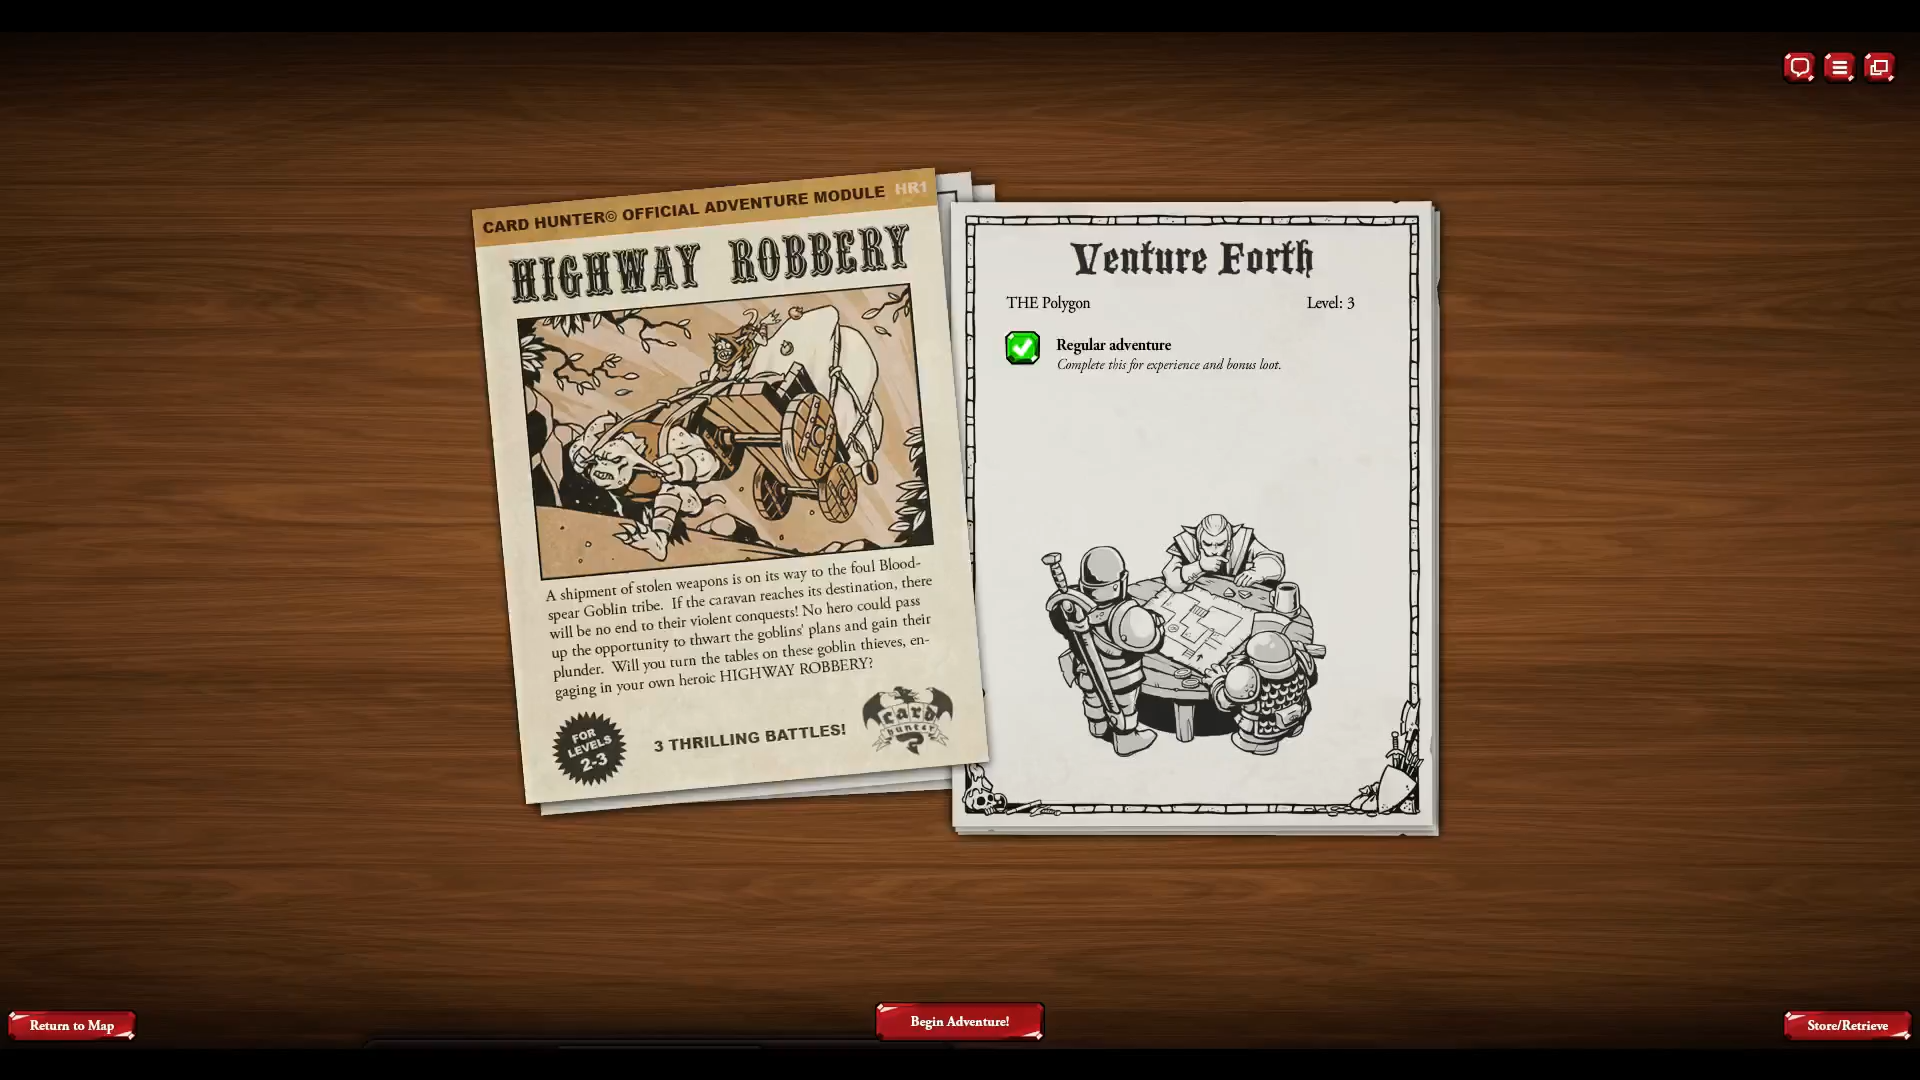 CARD HUNTER© OFFICIAL ADVENTURE MODULE HR1
HIGHWAY ROBBERY
A shipment of stolen weapons is on its way to the foul Blood-
spear Goblin tribe. If the caravan reaches its destination, there
will be no end to their violent conquests! No hero could pass
up the opportunity to thwart the goblins' plans and gain their
plunder. Will you turn the tables on these goblin thieves, en-
gaging in your own heroic HIGHWAY ROBBERY?
FOR
LEVELS
2-3
3 THRILLING BATTLES!
card
hunter
Venture Forth
THE Polygon Level: 3
Regular adventure
Complete this for experience and bonus loot.
Return to Map
Begin Adventure!
Store/Retrieve